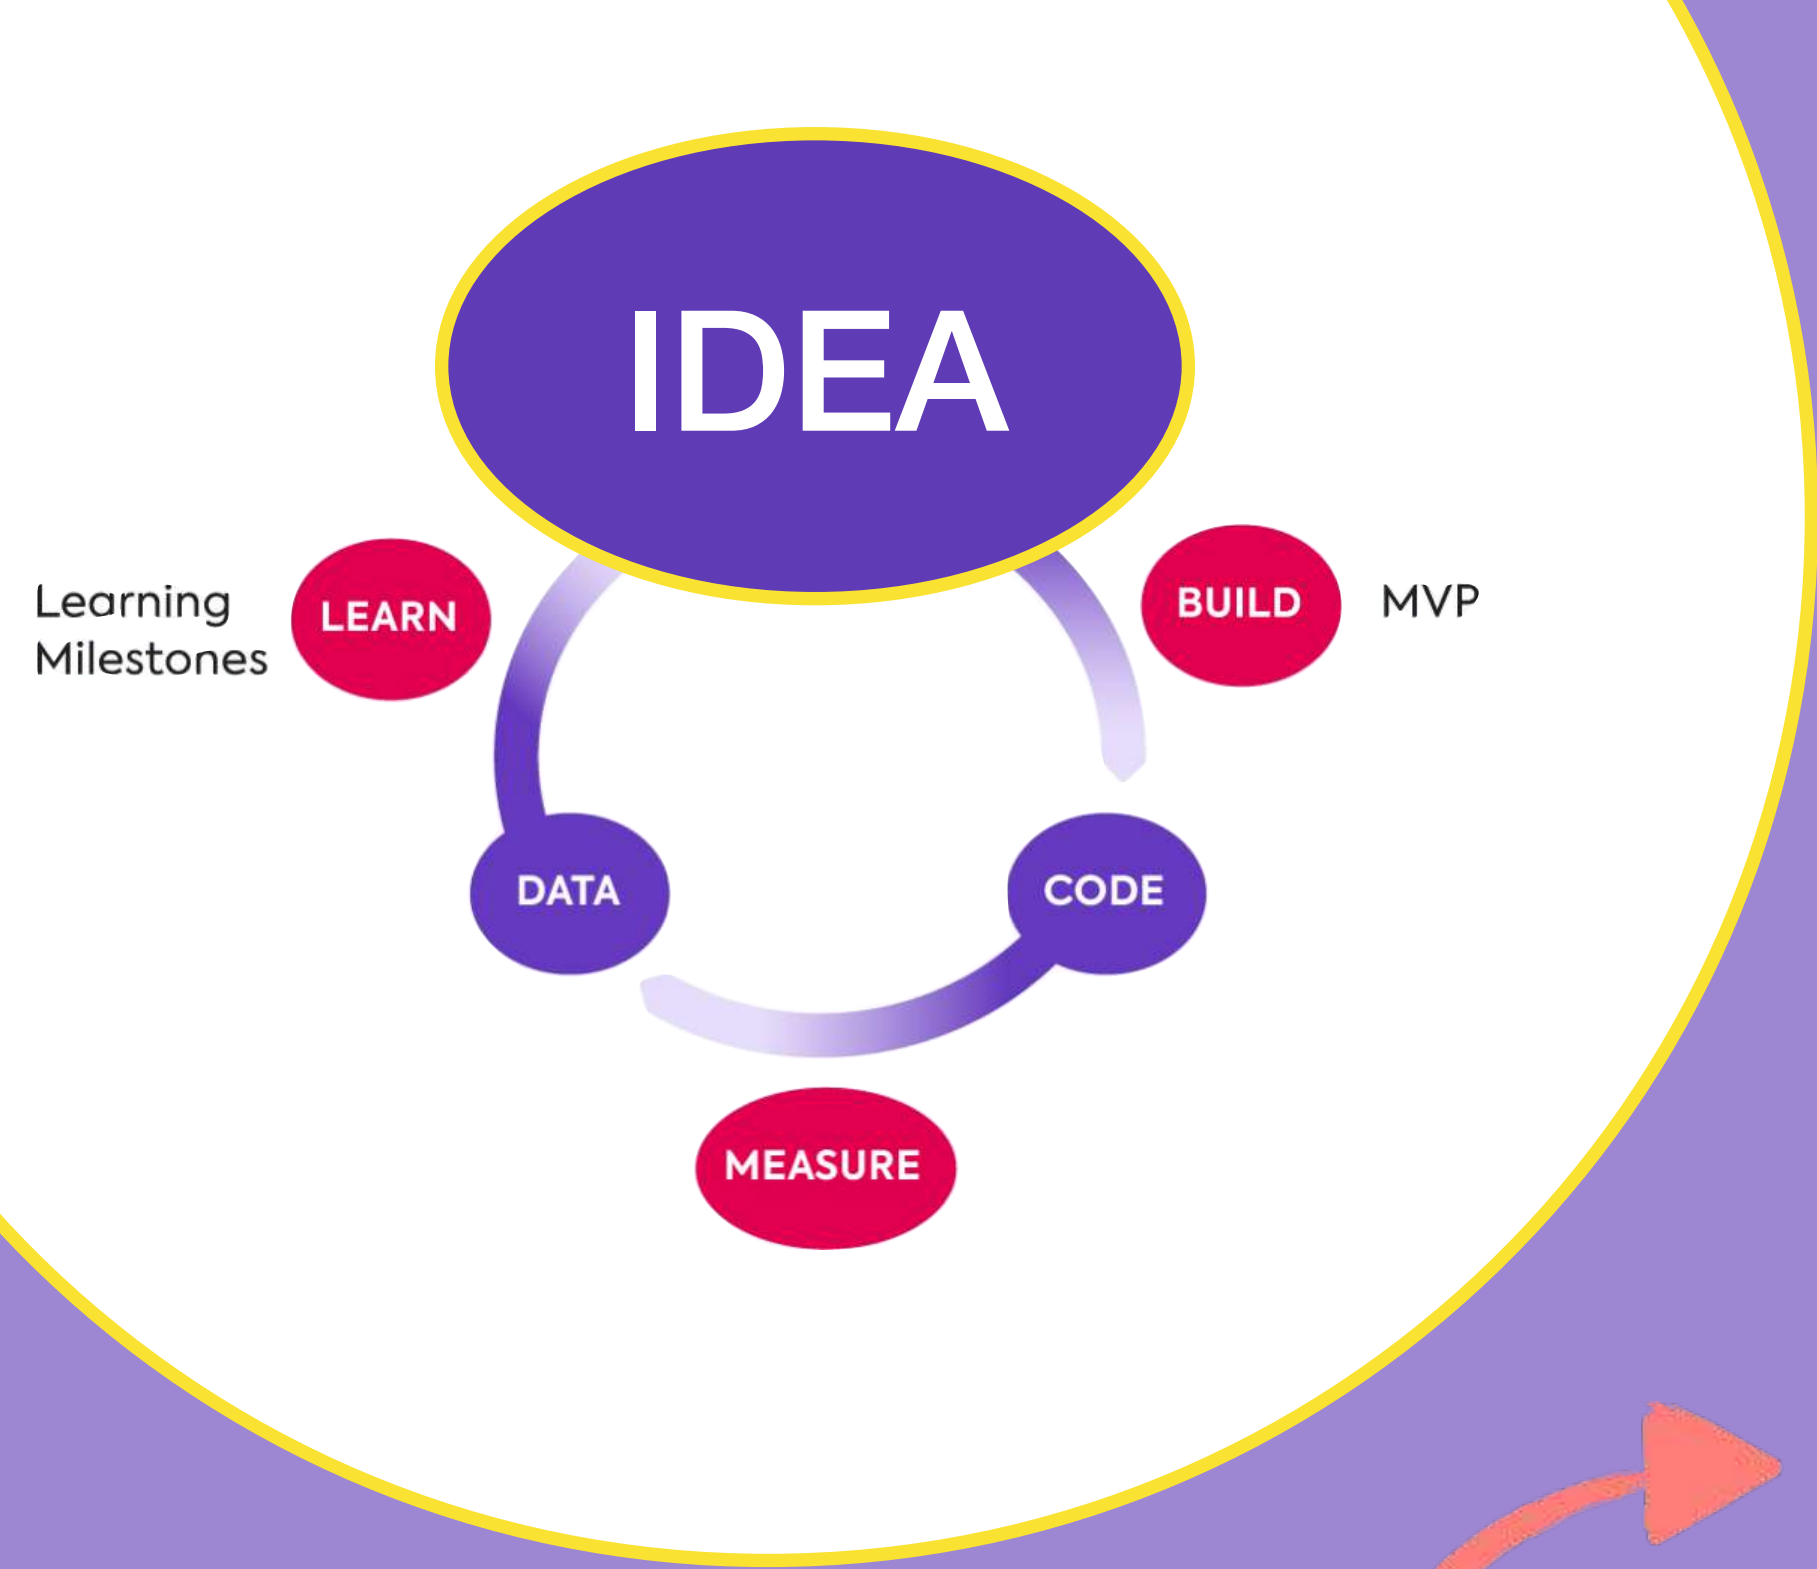 IDEA
Learning
Milestones
LEARN
BUILD
MVP
DATA
CODE
MEASURE